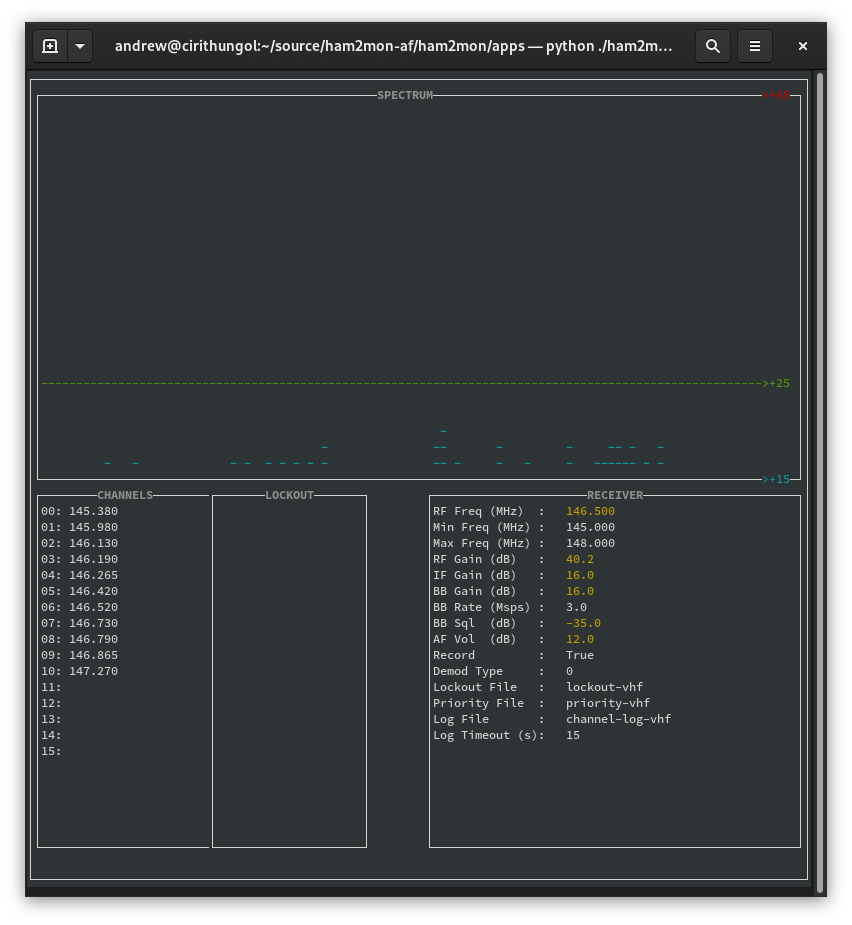 andrew@cirithungol:~/source/ham2mon-af/ham2mon/apps — python ./ham2m…
SPECTRUM
>+65
>+25
>+15
CHANNELS
00: 145.380
01: 145.980
02: 146.130
03: 146.190
04: 146.265
05: 146.420
06: 146.520
07: 146.730
08: 146.790
09: 146.865
10: 147.270
11:
12:
13:
14:
15:
LOCKOUT
RECEIVER
RF Freq (MHz)  :   146.500
Min Freq (MHz) :   145.000
Max Freq (MHz) :   148.000
RF Gain (dB)   :   40.2
IF Gain (dB)   :   16.0
BB Gain (dB)   :   16.0
BB Rate (Msps) :   3.0
BB Sql  (dB)   :   -35.0
AF Vol  (dB)   :   12.0
Record         :   True
Demod Type     :   0
Lockout File   :   lockout-vhf
Priority File  :   priority-vhf
Log File       :   channel-log-vhf
Log Timeout (s):   15